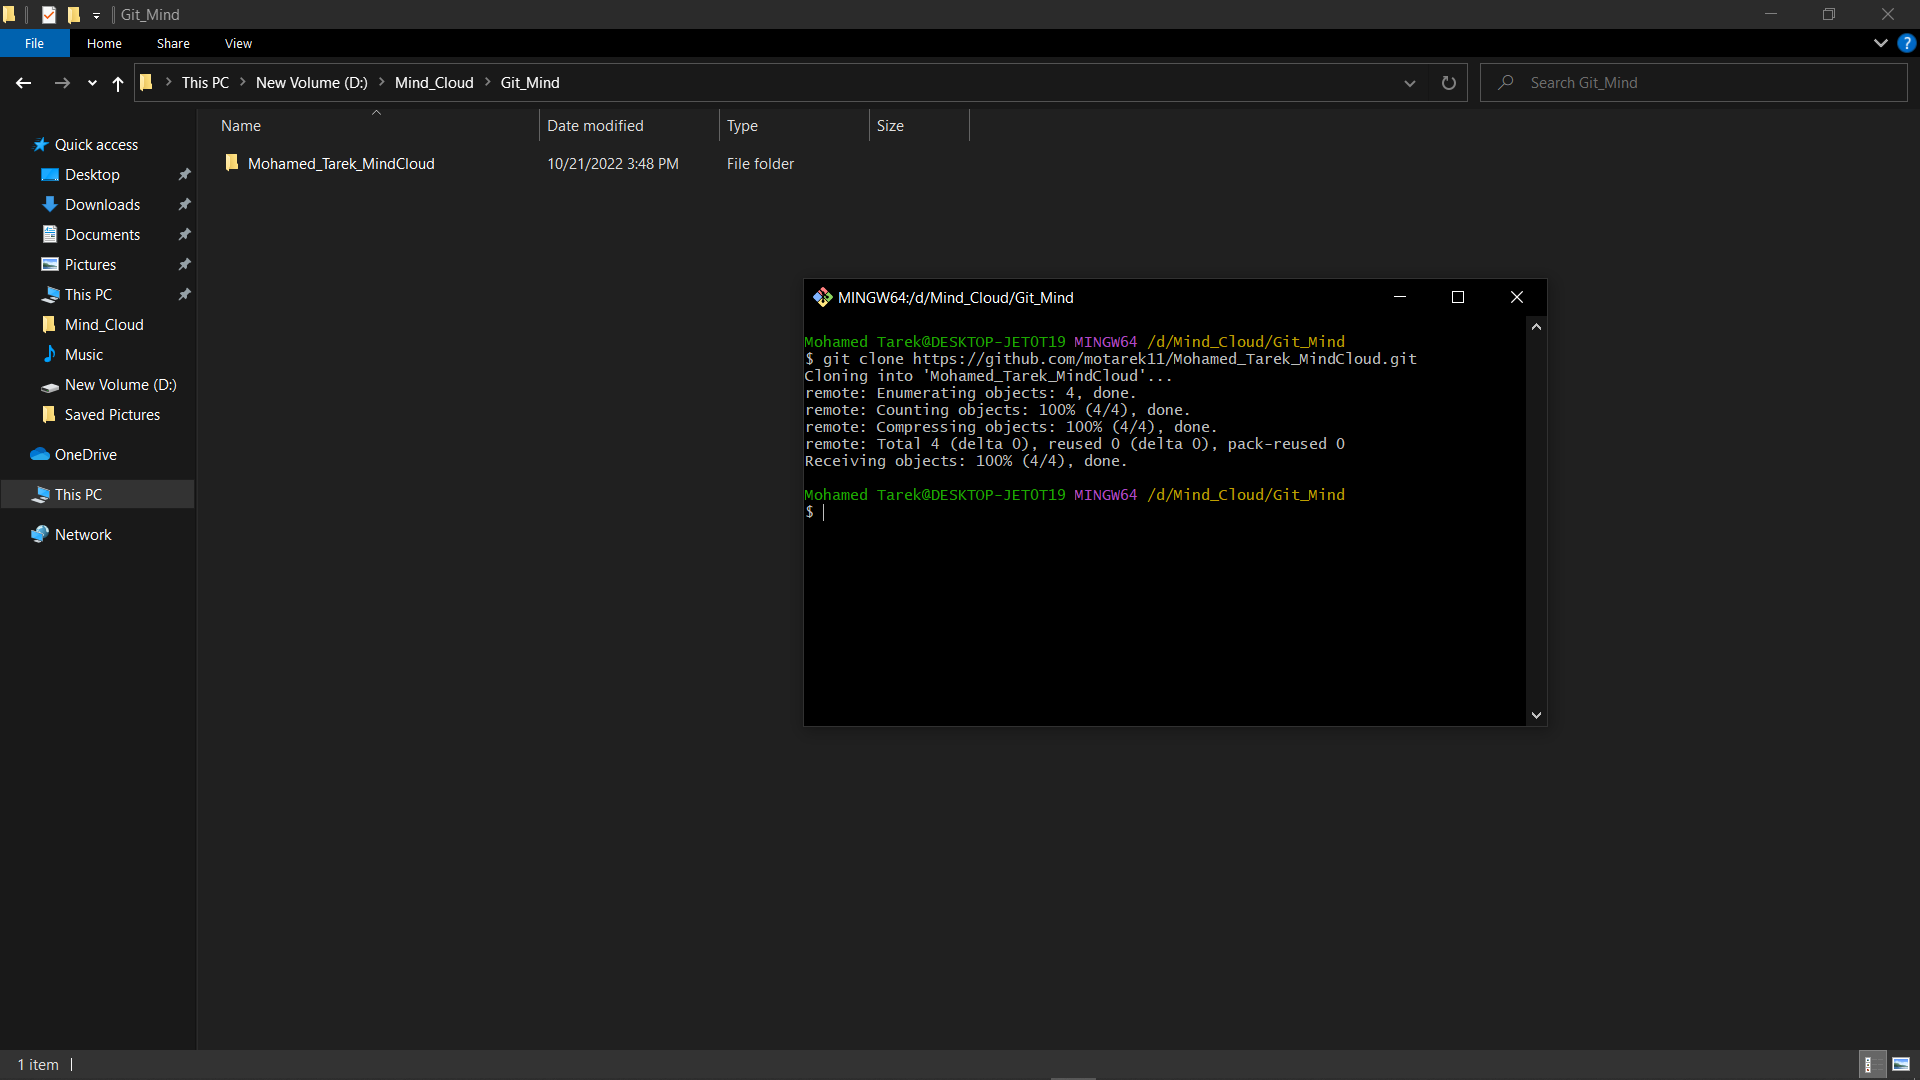 Git_Mind
File Home Share View
?
This PC New Volume (D:) Mind_Cloud Git_Mind
Search Git_Mind
Name Date modified Type Size
Mohamed_Tarek_MindCloud 10/21/2022 3:48 PM File folder
Quick access
Desktop
Downloads
Documents
Pictures
This PC
Mind_Cloud
Music
New Volume (D:)
Saved Pictures
OneDrive
This PC
Network
MINGW64:/d/Mind_Cloud/Git_Mind
Mohamed Tarek@DESKTOP-JET0T19 MINGW64 /d/Mind_Cloud/Git_Mind
$ git clone https://github.com/motarek11/Mohamed_Tarek_MindCloud.git
Cloning into 'Mohamed_Tarek_MindCloud'...
remote: Enumerating objects: 4, done.
remote: Counting objects: 100% (4/4), done.
remote: Compressing objects: 100% (4/4), done.
remote: Total 4 (delta 0), reused 0 (delta 0), pack-reused 0
Receiving objects: 100% (4/4), done.
Mohamed Tarek@DESKTOP-JET0T19 MINGW64 /d/Mind_Cloud/Git_Mind
$
1 item